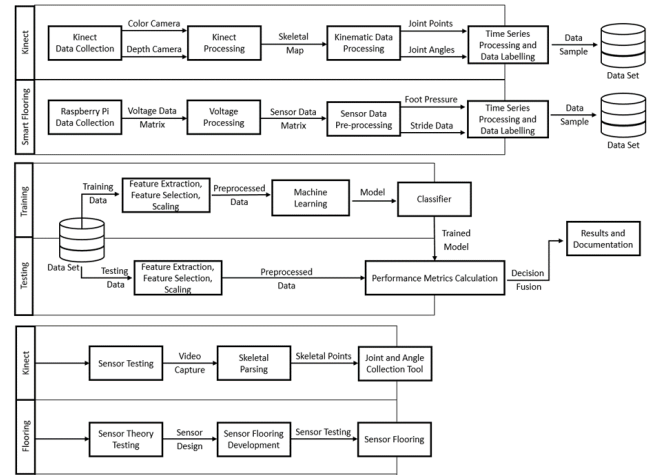 Kinect
Kinect
Data Collection
Color Camera
Depth Camera
Kinect
Processing
Skeletal
Map
Kinematic Data
Processing
Joint Points
Joint Angles
Time Series
Processing and
Data Labelling
Data
Sample
Data Set
Smart Flooring
Raspberry Pi
Data Collection
Voltage Data
Matrix
Voltage
Processing
Sensor Data
Matrix
Sensor Data
Pre-processing
Foot Pressure
Stride Data
Time Series
Processing and
Data Labelling
Data
Sample
Data Set
Training
Training
Data
Feature Extraction,
Feature Selection,
Scaling
Preprocessed
Data
Machine
Learning
Model
Classifier
Trained
Model
Data Set
Testing
Testing
Data
Feature Extraction,
Feature Selection,
Scaling
Preprocessed
Data
Performance Metrics Calculation
Decision
Fusion
Results and
Documentation
Kinect
Sensor Testing
Video
Capture
Skeletal
Parsing
Skeletal Points
Joint and Angle
Collection Tool
Flooring
Sensor Theory
Testing
Sensor
Design
Sensor Flooring
Development
Sensor Testing
Sensor Flooring